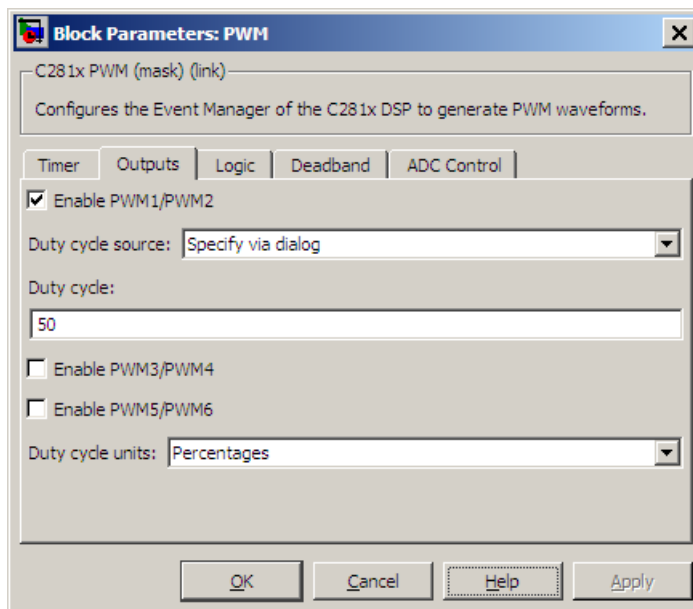 Block Parameters: PWM
C281x PWM (mask) (link)
Configures the Event Manager of the C281x DSP to generate PWM waveforms.
Timer Outputs Logic Deadband ADC Control
Enable PWM1/PWM2
Duty cycle source: Specify via dialog
Duty cycle:
50
Enable PWM3/PWM4
Enable PWM5/PWM6
Duty cycle units: Percentages
OK Cancel Help Apply